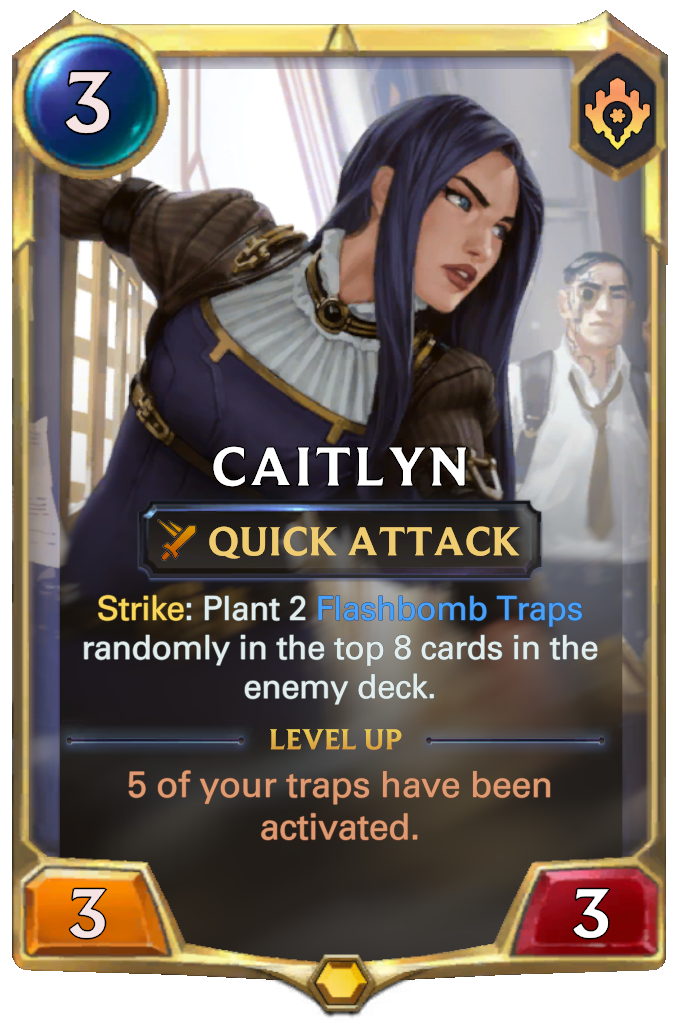 3
CAITLYN
QUICK ATTACK
Strike: Plant 2 Flashbomb Traps
randomly in the top 8 cards in the
enemy deck.
LEVEL UP
5 of your traps have been
activated.
3
3